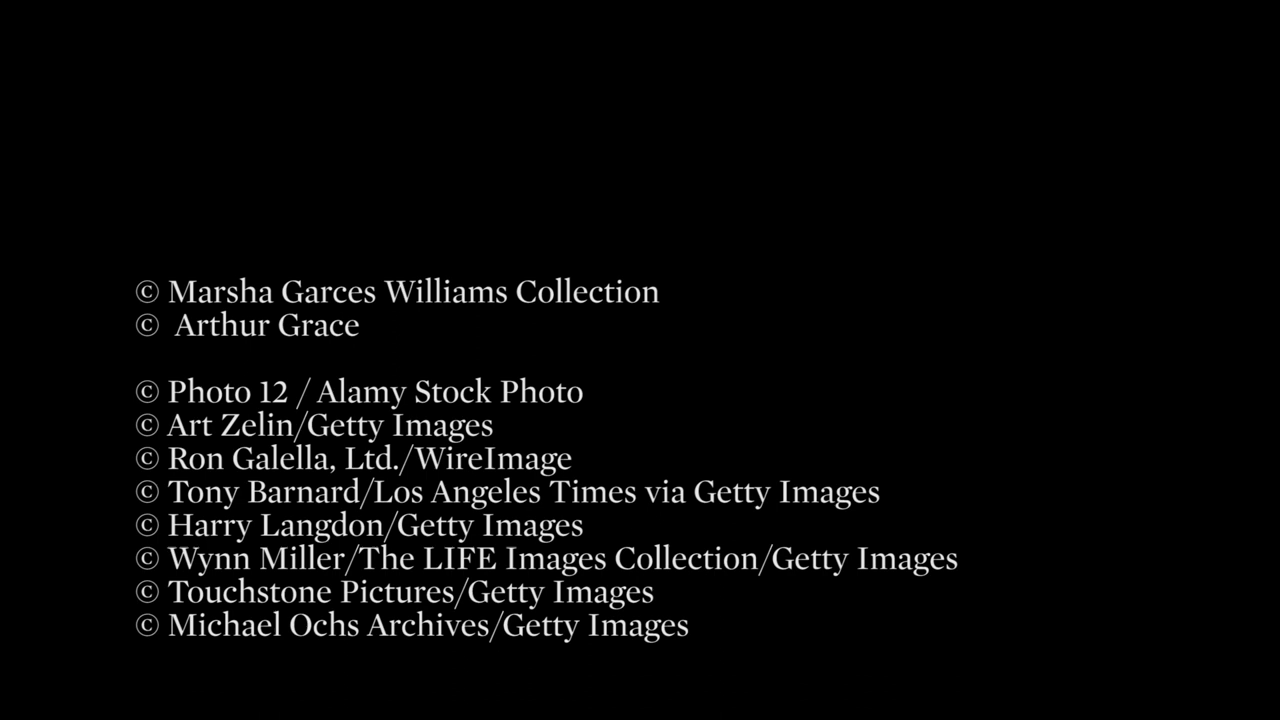 © Marsha Garces Williams Collection
©  Arthur Grace
© Photo 12 / Alamy Stock Photo
© Art Zelin/Getty Images
© Ron Galella, Ltd./WireImage
© Tony Barnard/Los Angeles Times via Getty Images
© Harry Langdon/Getty Images
© Wynn Miller/The LIFE Images Collection/Getty Images
© Touchstone Pictures/Getty Images
© Michael Ochs Archives/Getty Images